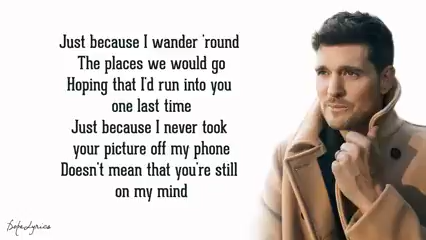 Just because I wander 'round
The places we would go
Hoping that I'd run into you
one last time
Just because I never took
your picture off my phone
Doesn't mean that you're still
on my mind
BebeLyrics